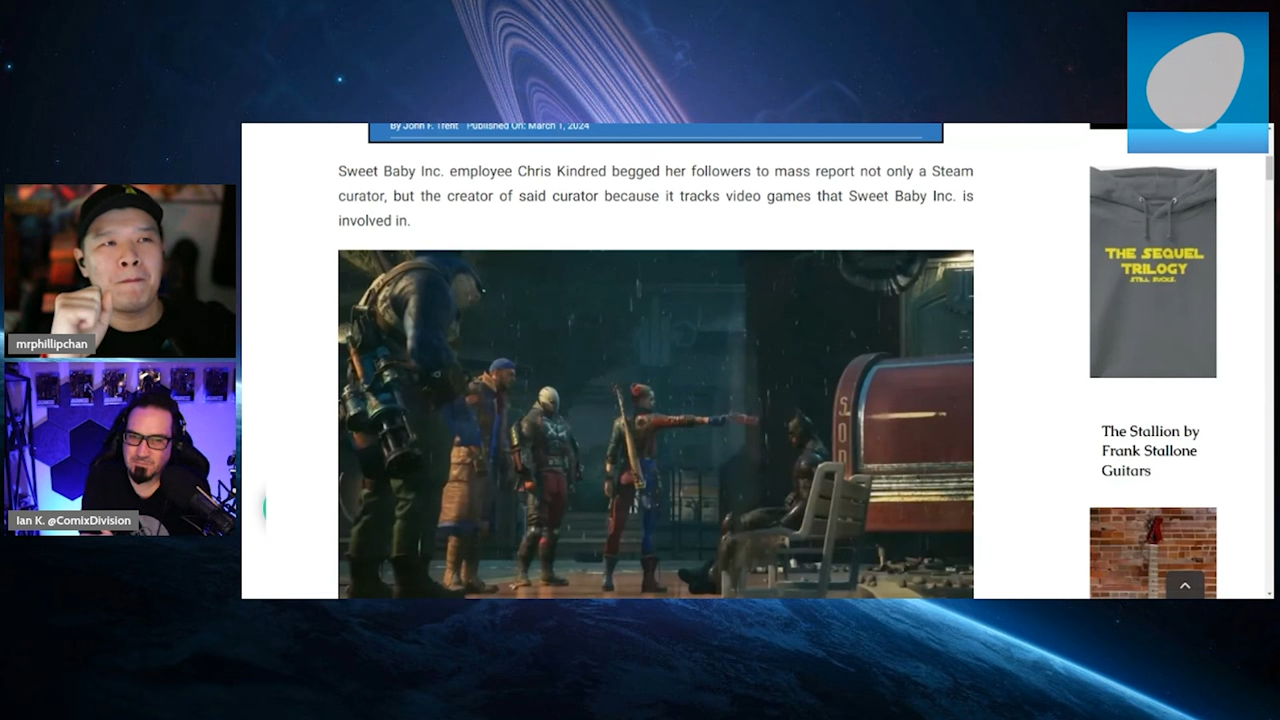 By John F. Trent Published On: March 1, 2024
Sweet Baby Inc. employee Chris Kindred begged her followers to mass report not only a Steam
curator, but the creator of said curator because it tracks video games that Sweet Baby Inc. is
involved in.
THE SEQUEL
TRILOGY
STILL SUCKS.
mrphillipchan
The Stallion by
Frank Stallone
Guitars
Ian K. @ComixDivision